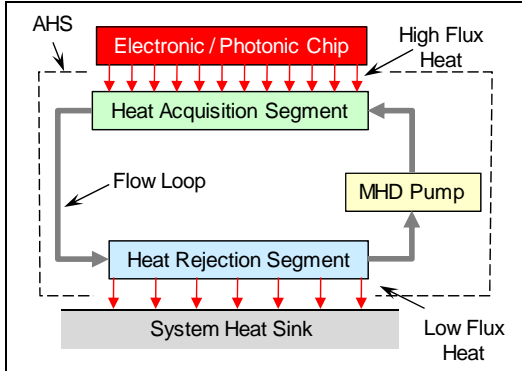 AHS
Electronic / Photonic Chip
High Flux
Heat
Heat Acquisition Segment
Flow Loop
MHD Pump
Heat Rejection Segment
System Heat Sink
Low Flux
Heat